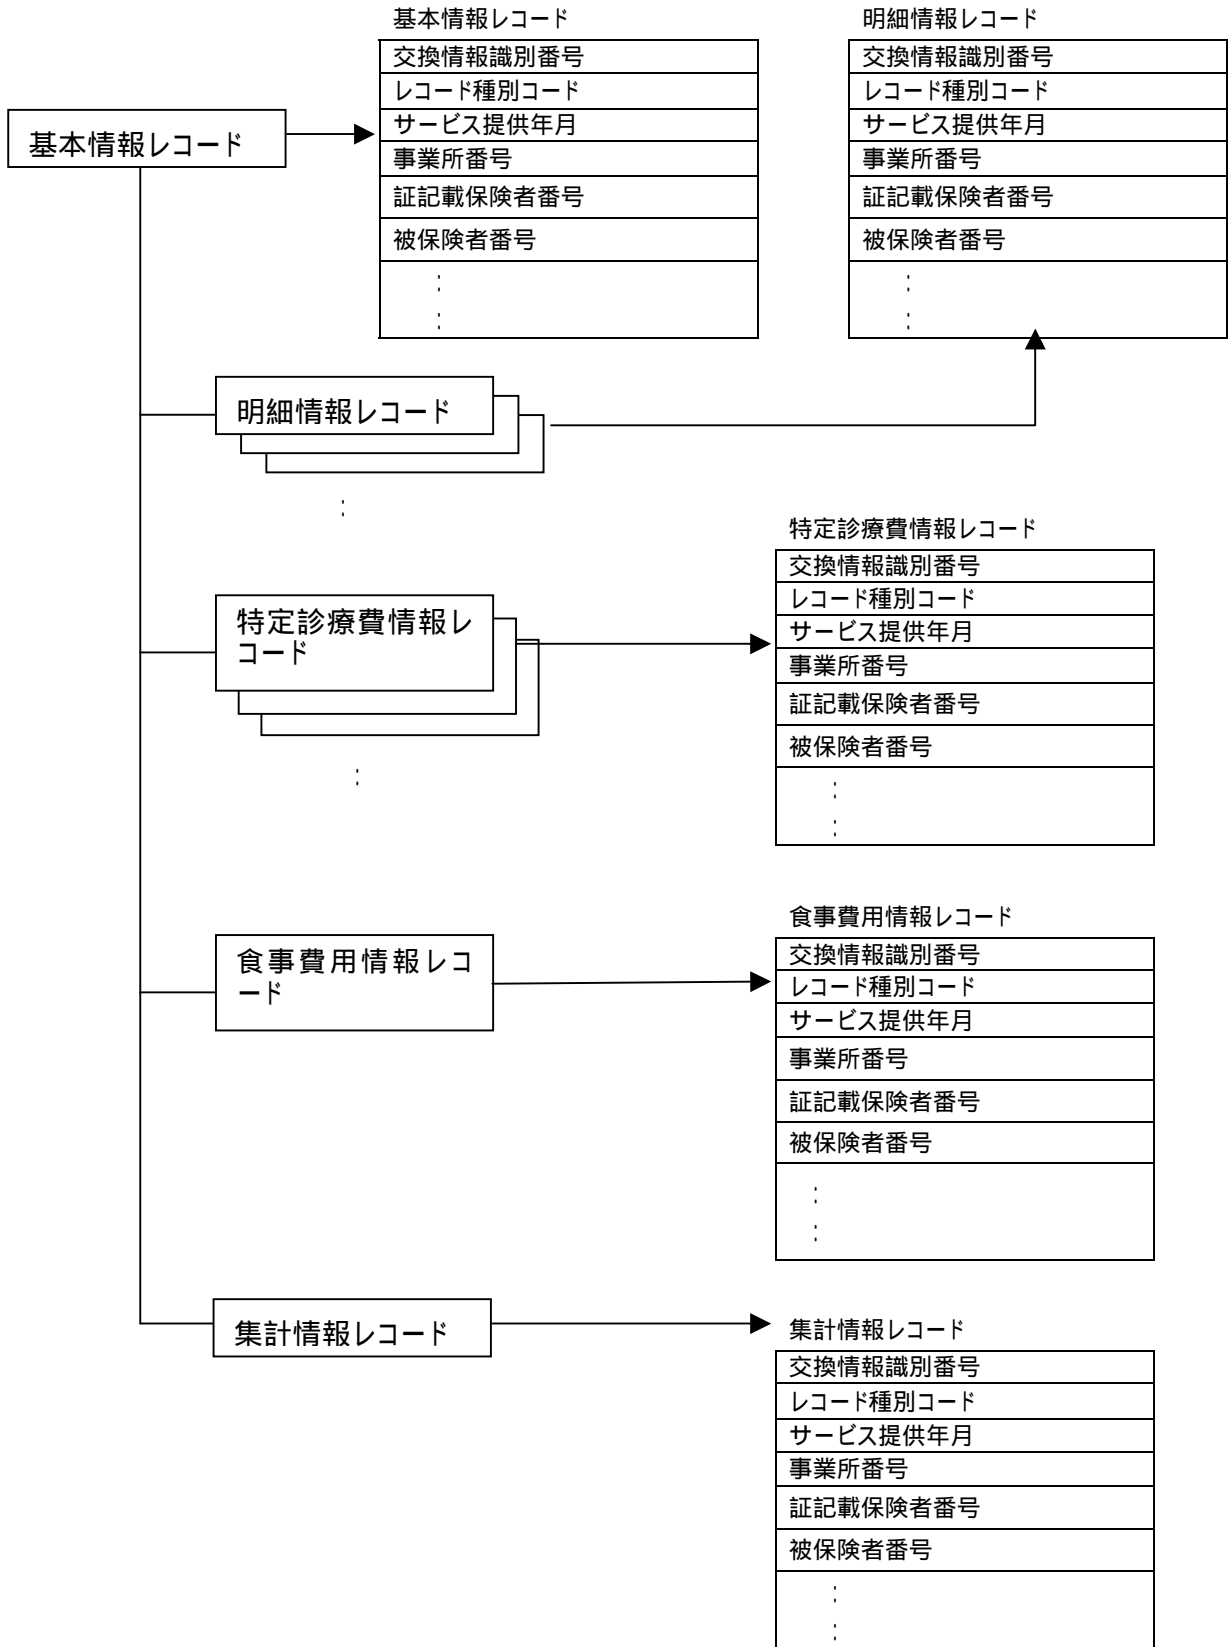 基本情報レコード
明細情報レコード
交換情報識別番号
レコード種別コード
サービス提供年月
事業所番号
証記載保険者番号
被保険者番号
:
:
交換情報識別番号
レコード種別コード
サービス提供年月
事業所番号
証記載保険者番号
被保険者番号
:
:
基本情報レコード
明細情報レコード
:
特定診療費情報レ
コード
:
特定診療費情報レコード
交換情報識別番号
レコード種別コード
サービス提供年月
事業所番号
証記載保険者番号
被保険者番号
:
:
食事費用情報レコ
ード
食事費用情報レコード
交換情報識別番号
レコード種別コード
サービス提供年月
事業所番号
証記載保険者番号
被保険者番号
:
:
集計情報レコード
集計情報レコード
交換情報識別番号
レコード種別コード
サービス提供年月
事業所番号
証記載保険者番号
被保険者番号
:
: